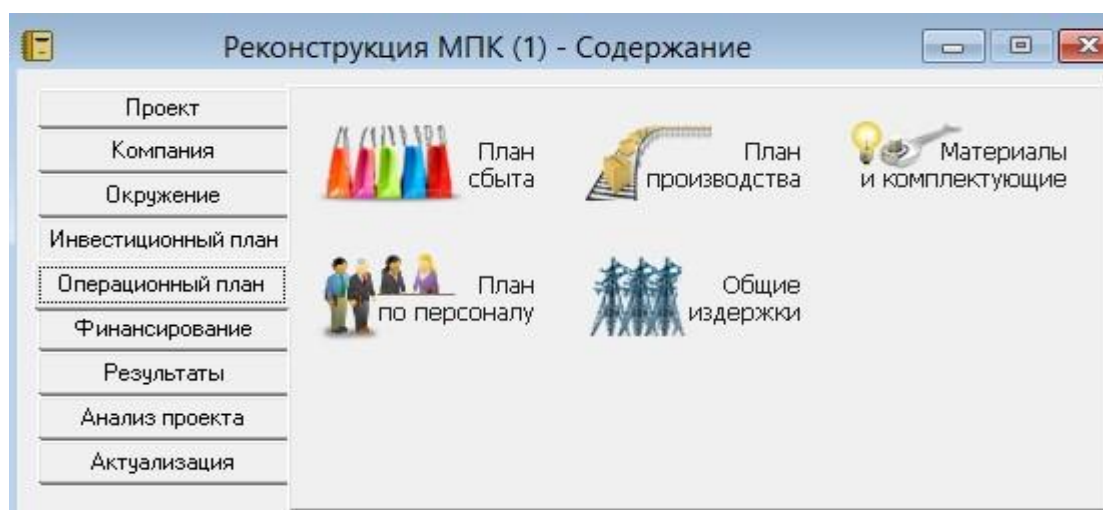 Реконструкция МПК (1) - Содержание
Проект
Компания
Окружение
Инвестиционный план
Операционный план
Финансирование
Результаты
Анализ проекта
Актуализация
План
сбыта
План
производства
Материалы
и комплектующие
План
по персоналу
Общие
издержки